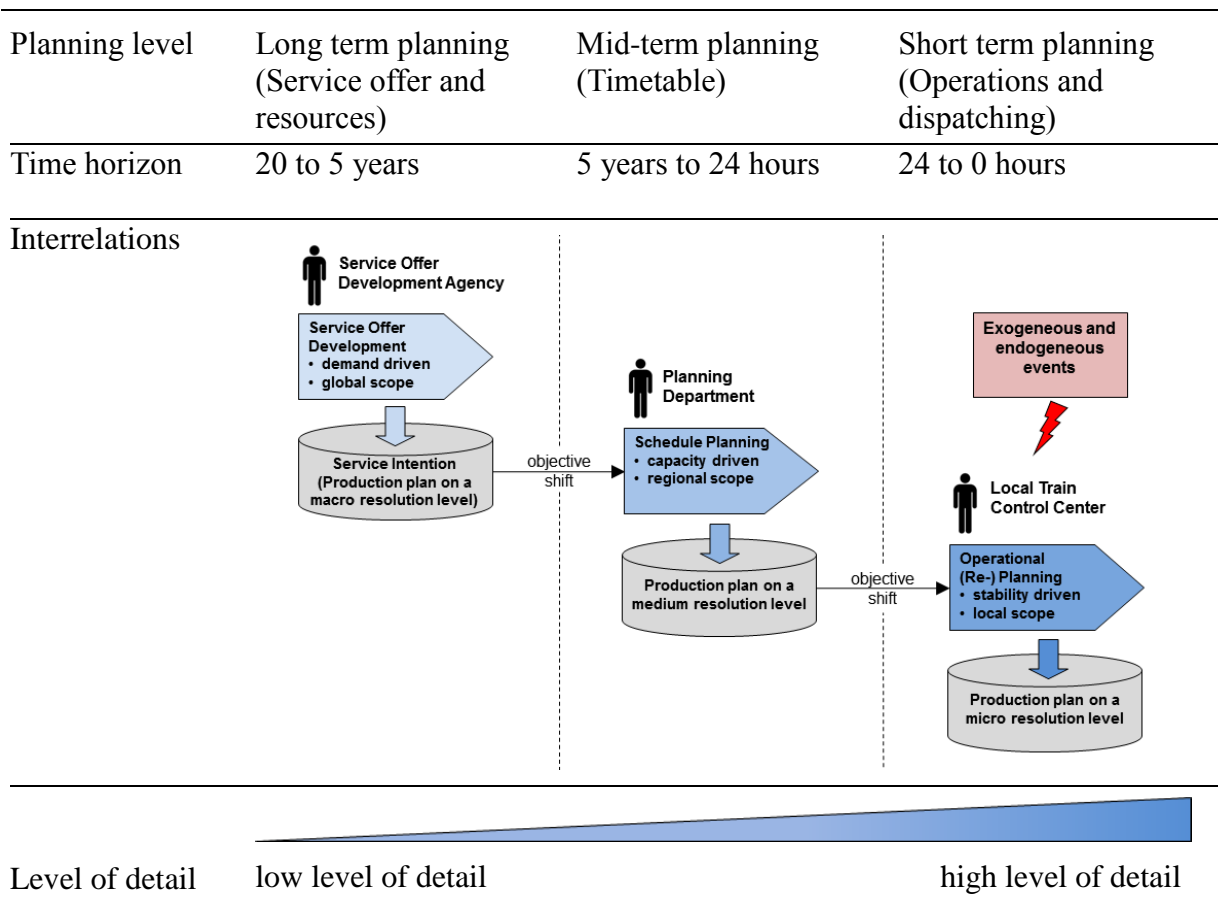 Planning level
Long term planning
(Service offer and
resources)
Mid-term planning
(Timetable)
Short term planning
(Operations and
dispatching)
Time horizon
20 to 5 years
5 years to 24 hours
24 to 0 hours
Interrelations
Service Offer
Development Agency
Service Offer
Development
• demand driven
• global scope
Service Intention
(Production plan on a
macro resolution level)
objective
shift
Planning
Department
Schedule Planning
• capacity driven
• regional scope
Production plan on a
medium resolution level
objective
shift
Exogeneous and
endogeneous
events
Local Train
Control Center
Operational
(Re-) Planning
• stability driven
• local scope
Production plan on a
micro resolution level
Level of detail
low level of detail
high level of detail